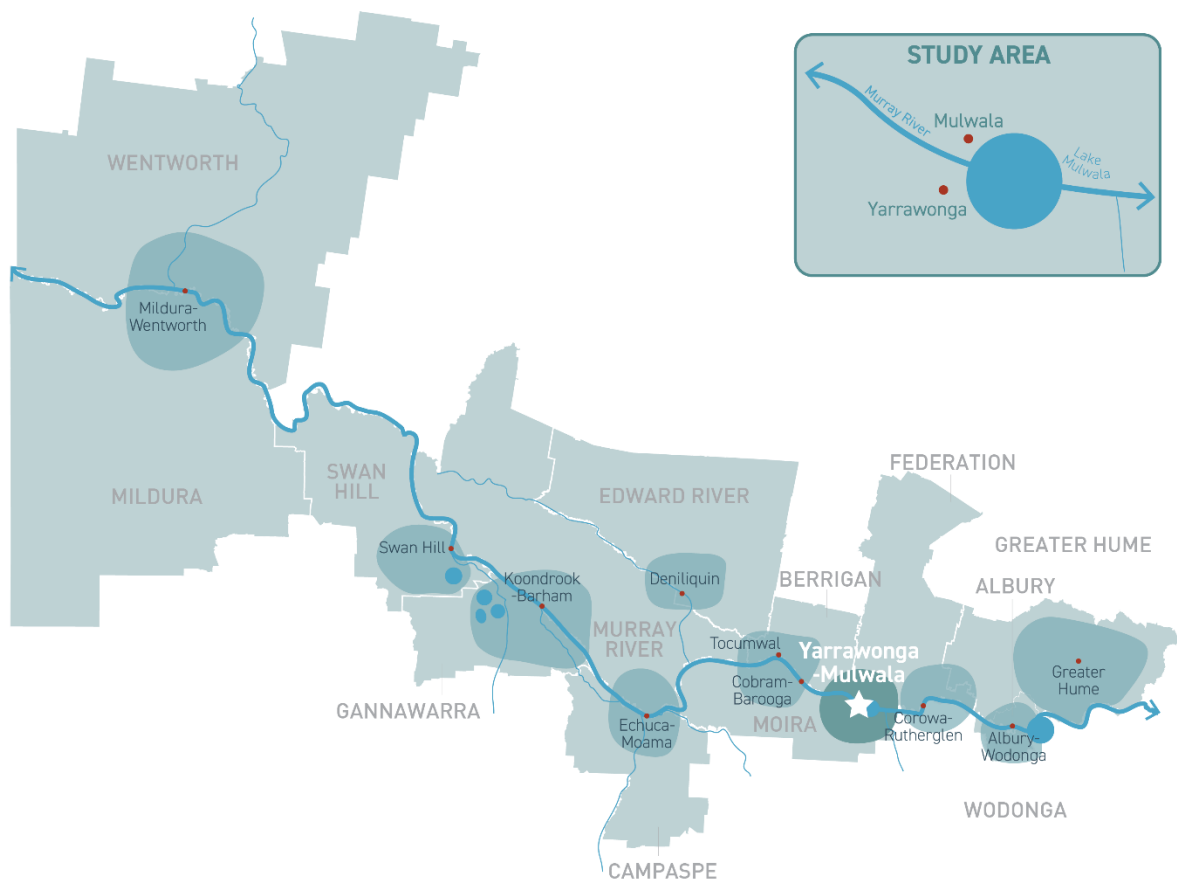 STUDY AREA
Murray River
Mulwala
Lake
Mulwala
Yarrawonga
WENTWORTH
Mildura-
Wentworth
MILDURA
SWAN
HILL
EDWARD RIVER
FEDERATION
GREATER HUME
Swan Hill
Koondrook
-Barham
Deniliquin
BERRIGAN
ALBURY
MURRAY
RIVER
Tocumwal
Yarrawonga
-Mulwala
Cobram-
Barooga
Greater
Hume
GANNAWARRA
Echuca-
Moama
MOIRA
Corowa-
Rutherglen
Albury-
Wodonga
WODONGA
CAMPASPE